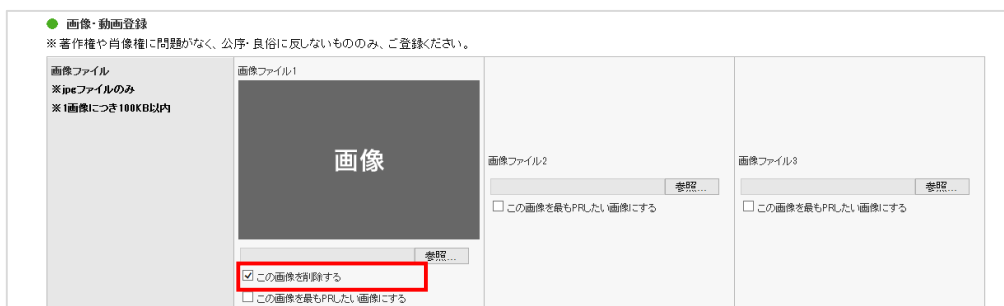 画像・動画登録
※著作権や肖像権に問題がなく、公序・良俗に反しないもののみ、ご登録ください。
画像ファイル
※jpgファイルのみ
※1画像につき100KB以内
画像ファイル1
画像
参照...
この画像を削除する
この画像を最もPRしたい画像にする
画像ファイル2
参照...
この画像を最もPRしたい画像にする
画像ファイル3
参照...
この画像を最もPRしたい画像にする